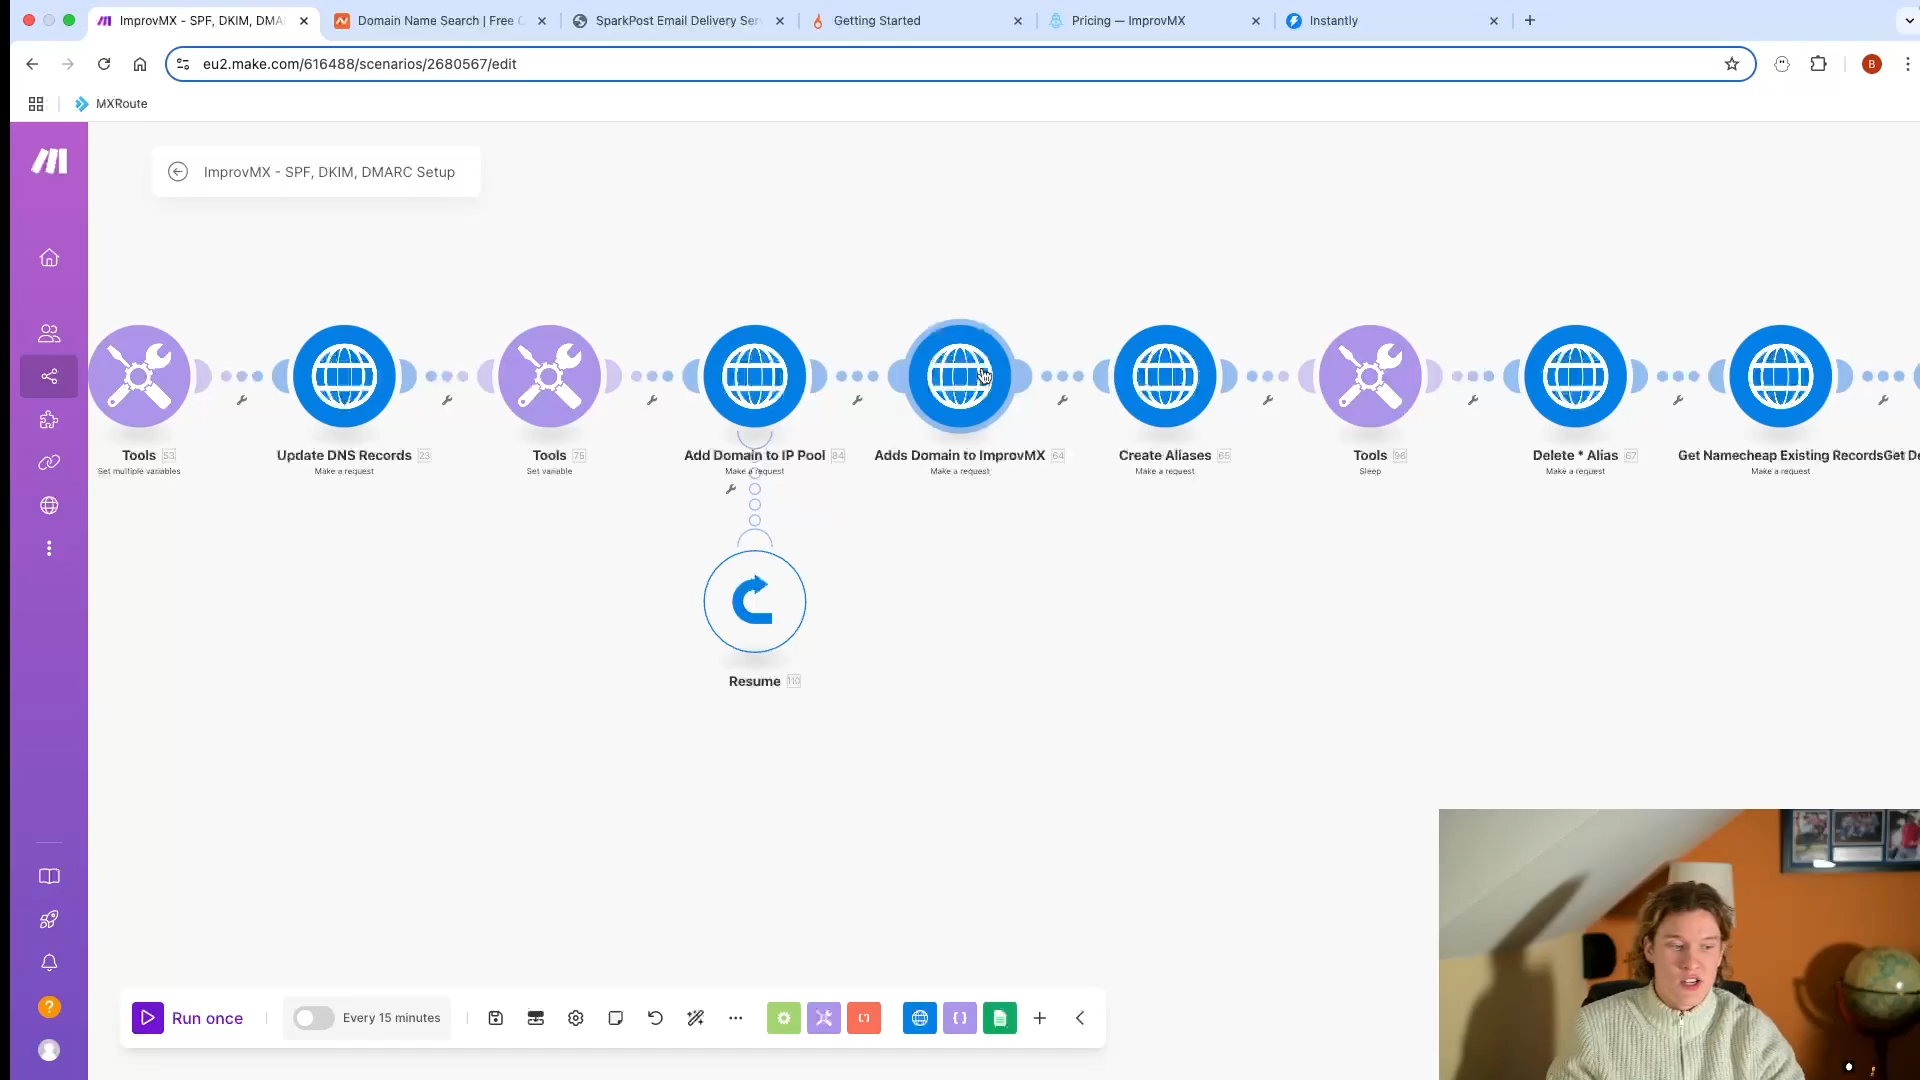 ImprovMX - SPF, DKIM, DMA
Domain Name Search | Free
SparkPost Email Delivery Ser
Getting Started
Pricing — ImprovMX
Instantly
eu2.make.com/616488/scenarios/2680567/edit
B
MXRoute
ImprovMX - SPF, DKIM, DMARC Setup
Tools 53
Set multiple variables
Update DNS Records 23
Make a request
Tools 75
Set variable
Add Domain to IP Pool 84
Make a request
Adds Domain to ImprovMX 64
Make a request
Create Aliases 65
Make a request
Tools 96
Sleep
Delete * Alias 67
Make a request
Get Namecheap Existing Records
Make a request
Resume 110
Run once
Every 15 minutes